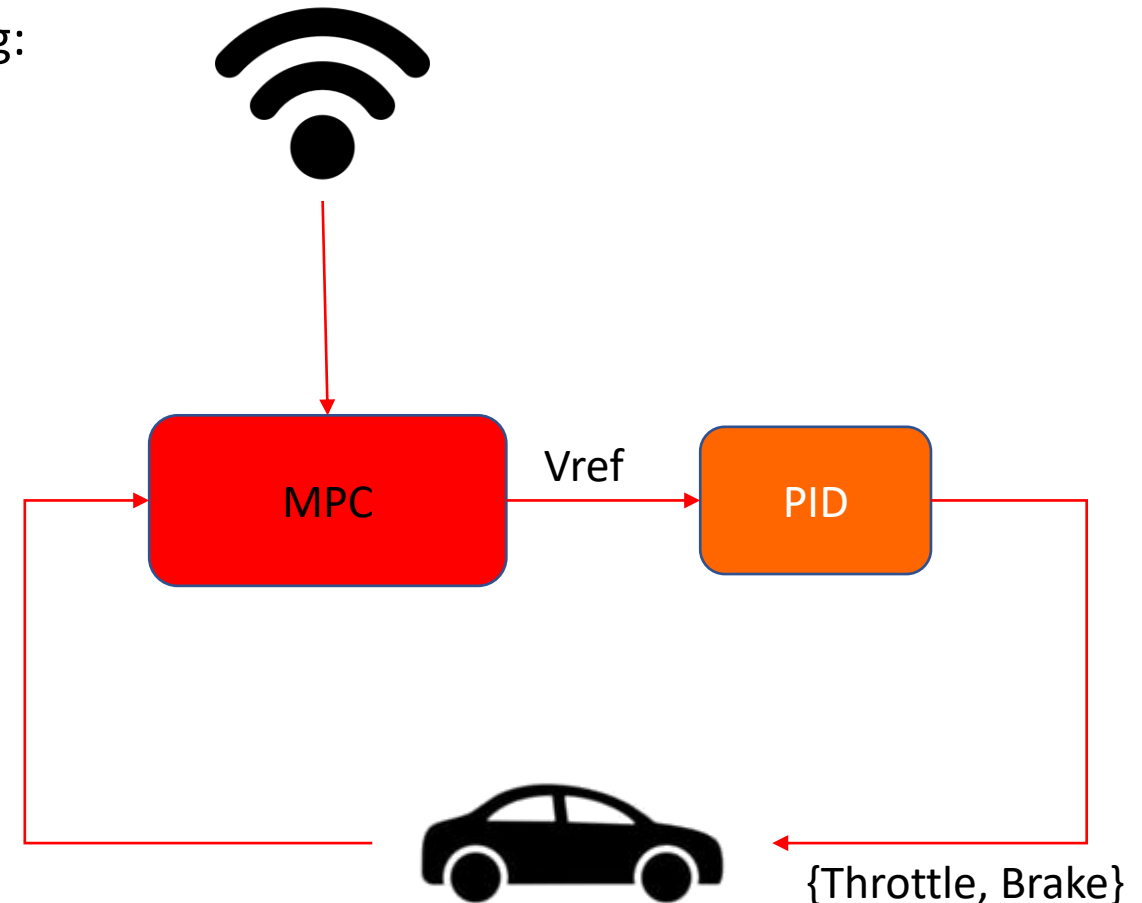 g:
Vref
MPC
PID
{Throttle, Brake}